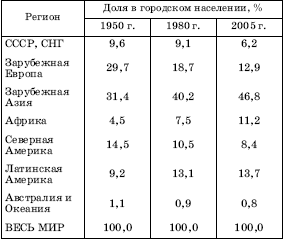 Регион
Доля в городском населении, %
1950 г. 1980 г. 2005 г.
СССР, СНГ 9,6 9,1 6,2
Зарубежная
Европа 29,7 18,7 12,9
Зарубежная
Азия 31,4 40,2 46,8
Африка 4,5 7,5 11,2
Северная
Америка 14,5 10,5 8,4
Латинская
Америка 9,2 13,1 13,7
Австралия и
Океания 1,1 0,9 0,8
ВЕСЬ МИР 100,0 100,0 100,0